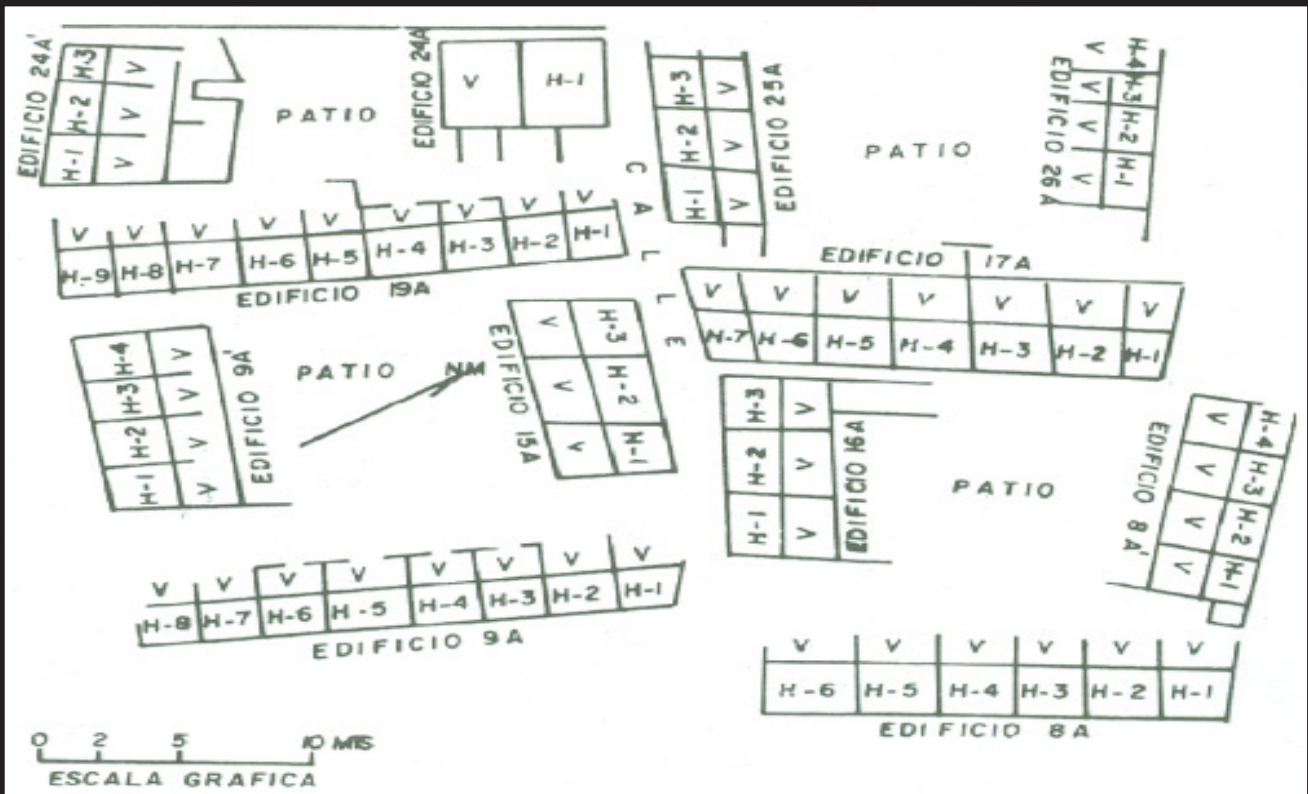 EDIFICIO 24A'
H-3 V
H-2 V
H-1 V
PATIO
EDIFICIO 24A
V H-1
H-3 V
H-2 V
H-1 V
EDIFICIO 25A
PATIO
H-4 V
H-3 V
H-2 V
H-1 V
EDIFICIO 26A
CALLE
V V V V V V V V V
H-9 H-8 H-7 H-6 H-5 H-4 H-3 H-2 H-1
EDIFICIO 19A
EDIFICIO 17A
V V V V V V V
H-7 H-6 H-5 H-4 H-3 H-2 H-1
H-4 V
H-3 V
H-2 V
H-1 V
EDIFICIO 9A'
PATIO
NM
EDIFICIO 15A
V H-3
V H-2
V H-1
H-3 V
H-2 V
H-1 V
EDIFICIO 16A
PATIO
EDIFICIO 8A'
V H-4
V H-3
V H-2
V H-1
V V V V V V V V
H-8 H-7 H-6 H-5 H-4 H-3 H-2 H-1
EDIFICIO 9A
V V V V V V
H-6 H-5 H-4 H-3 H-2 H-1
EDIFICIO 8A
0 2 5 10 MTS
ESCALA GRAFICA